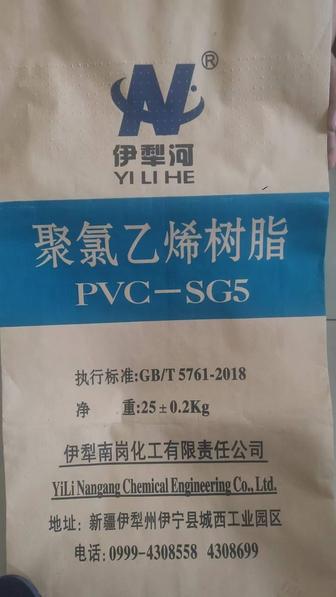 ®
伊犁河
YILIHE
聚氯乙烯树脂
PVC-SG5
执行标准:GB/T 5761-2018
净 重:25±0.2Kg
伊犁南岗化工有限责任公司
YiLi Nangang Chemical Engineering Co., Ltd.
地址: 新疆伊犁州伊宁县城西工业园区
电话: 0999-4308558 4308699